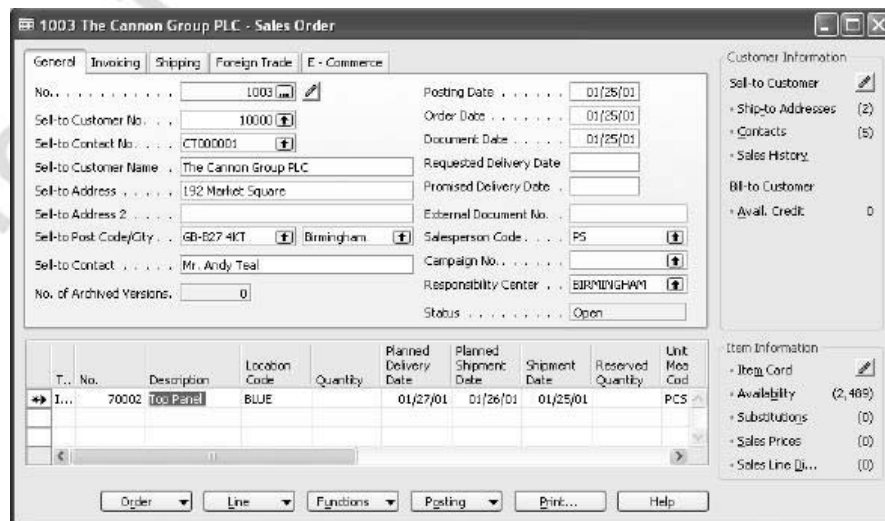 1003 The Cannon Group PLC - Sales Order
General Invoicing Shipping Foreign Trade E - Commerce
No. . . . . . . . . . . . 1003
Sell-to Customer No. . . . 10000
Sell-to Contact No. . . . CT000001
Sell-to Customer Name . The Cannon Group PLC
Sell-to Address . . . . . 192 Market Square
Sell-to Address 2 . . . .
Sell-to Post Code/City . . GB-B27 4KT Birmingham
Sell-to Contact . . . . . Mr. Andy Teal
No. of Archived Versions. 0
Posting Date . . . . . . 01/25/01
Order Date . . . . . . . 01/25/01
Document Date . . . . . 01/25/01
Requested Delivery Date
Promised Delivery Date .
External Document No. .
Salesperson Code . . . . PS
Campaign No. . . . . . .
Responsibility Center . . BIRMINGHAM
Status . . . . . . . . . Open
Customer Information
Sell-to Customer
Ship-to Addresses (2)
Contacts (5)
Sales History
Bill-to Customer
Avail. Credit 0
T.. No. Description Location Code Quantity Planned Delivery Date Planned Shipment Date Shipment Date Reserved Quantity Unit Mea Cod
I... 70002 Top Panel BLUE 01/27/01 01/26/01 01/25/01 PCS
Item Information
Item Card
Availability (2,489)
Substitutions (0)
Sales Prices (0)
Sales Line Di... (0)
Order Line Functions Posting Print... Help